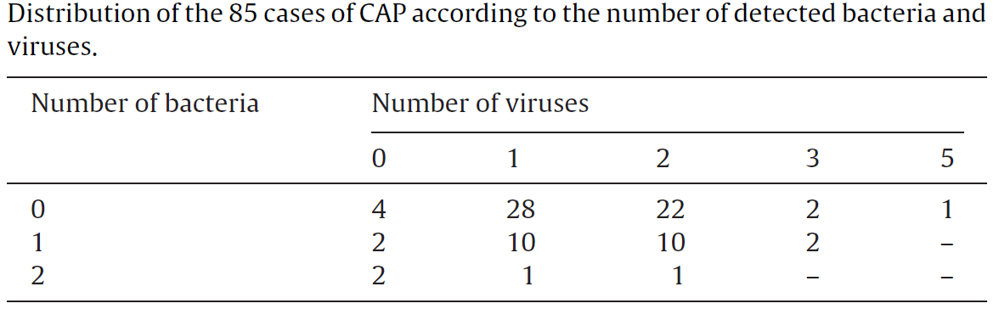 Distribution of the 85 cases of CAP according to the number of detected bacteria and
viruses.
Number of bacteria Number of viruses
0 1 2 3 5
0 4 28 22 2 1
1 2 10 10 2 –
2 2 1 1 – –